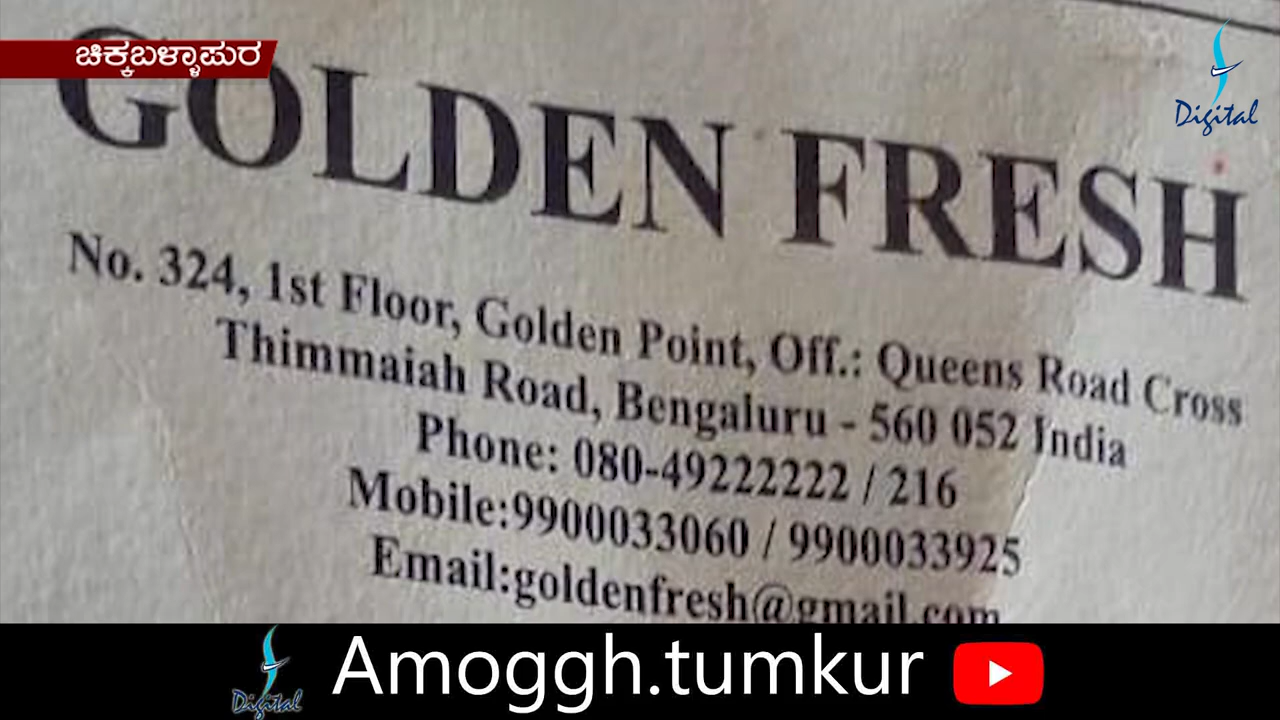 ಚಿಕ್ಕಬಳ್ಳಾಪುರ
Digital
GOLDEN FRESH
No. 324, 1st Floor, Golden Point, Off.: Queens Road Cross
Thimmaiah Road, Bengaluru - 560 052 India
Phone: 080-49222222 / 216
Mobile:9900033060 / 9900033925
Email:goldenfresh@gmail.com
Amoggh.tumkur
Digital